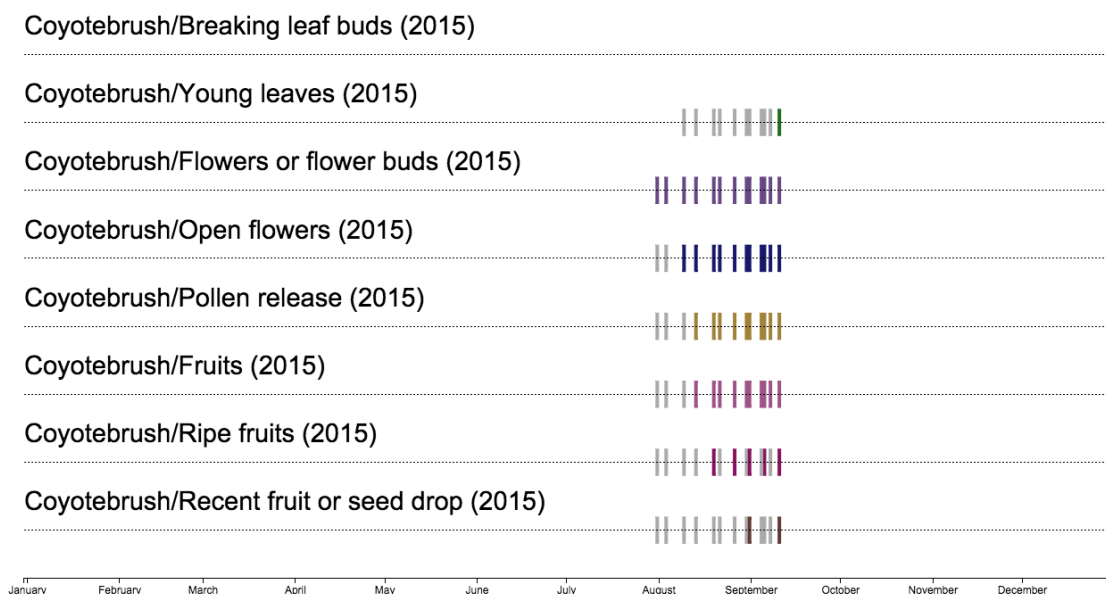 Coyotebrush/Breaking leaf buds (2015)
Coyotebrush/Young leaves (2015)
Coyotebrush/Flowers or flower buds (2015)
Coyotebrush/Open flowers (2015)
Coyotebrush/Pollen release (2015)
Coyotebrush/Fruits (2015)
Coyotebrush/Ripe fruits (2015)
Coyotebrush/Recent fruit or seed drop (2015)
January February March April May June July August September October November December